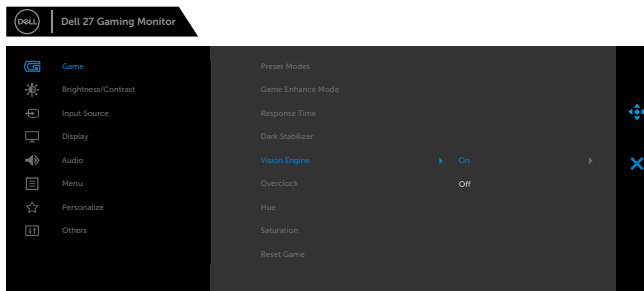 DELL
Dell 27 Gaming Monitor
Game
Brightness/Contrast
Input Source
Display
Audio
Menu
Personalize
Others
Preset Modes
Game Enhance Mode
Response Time
Dark Stabilizer
Vision Engine
Overclock
Hue
Saturation
Reset Game
On
Off